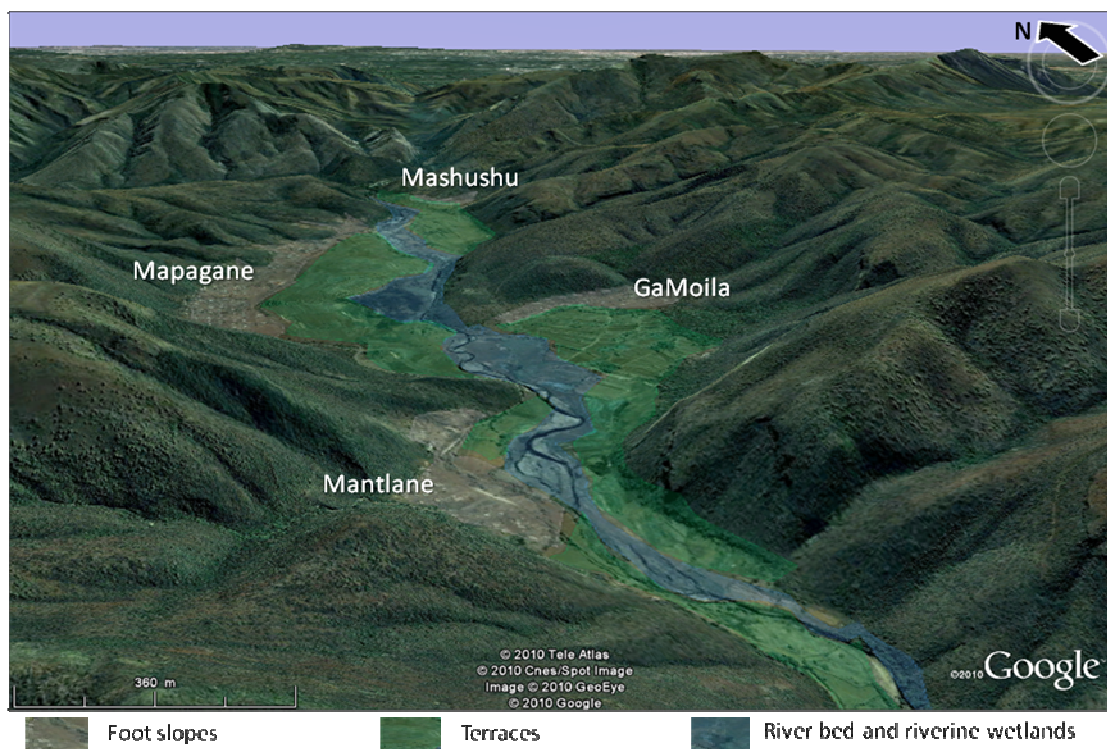 N
Mashushu
Mapagane
GaMoila
Mantlane
© 2010 Tele Atlas
© 2010 Cnes/Spot Image
Image © 2010 GeoEye
© 2010 Google
©2010 Google
360 m
Foot slopes
Terraces
River bed and riverine wetlands